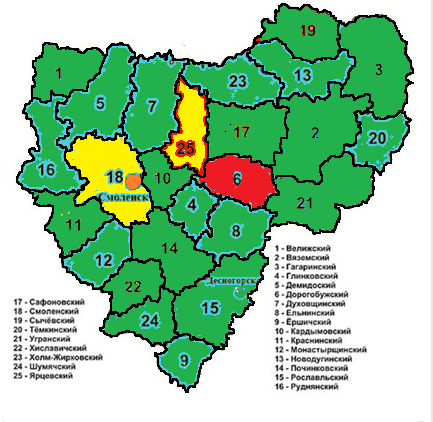 19
1
23
13
3
5
7
17
2
25
20
16
18
10
6
Смоленск
4
21
11
8
12
14
Десногорск
22
15
24
9
1 - Велижский
2 - Вяземский
3 - Гагаринский
4 - Глинковский
5 - Демидоский
6 - Дорогобужский
7 - Духовщинский
8 - Ельнинский
9 - Ёршичский
10 - Кардымовский
11 - Краснинский
12 - Монастырщинский
13 - Новодугинский
14 - Починковский
15 - Рославльский
16 - Руднянский
17 - Сафоновский
18 - Смоленский
19 - Сычёвский
20 - Тёмкинский
21 - Угранский
22 - Хиславичский
23 - Холм-Жирковский
24 - Шумячский
25 - Ярцевский